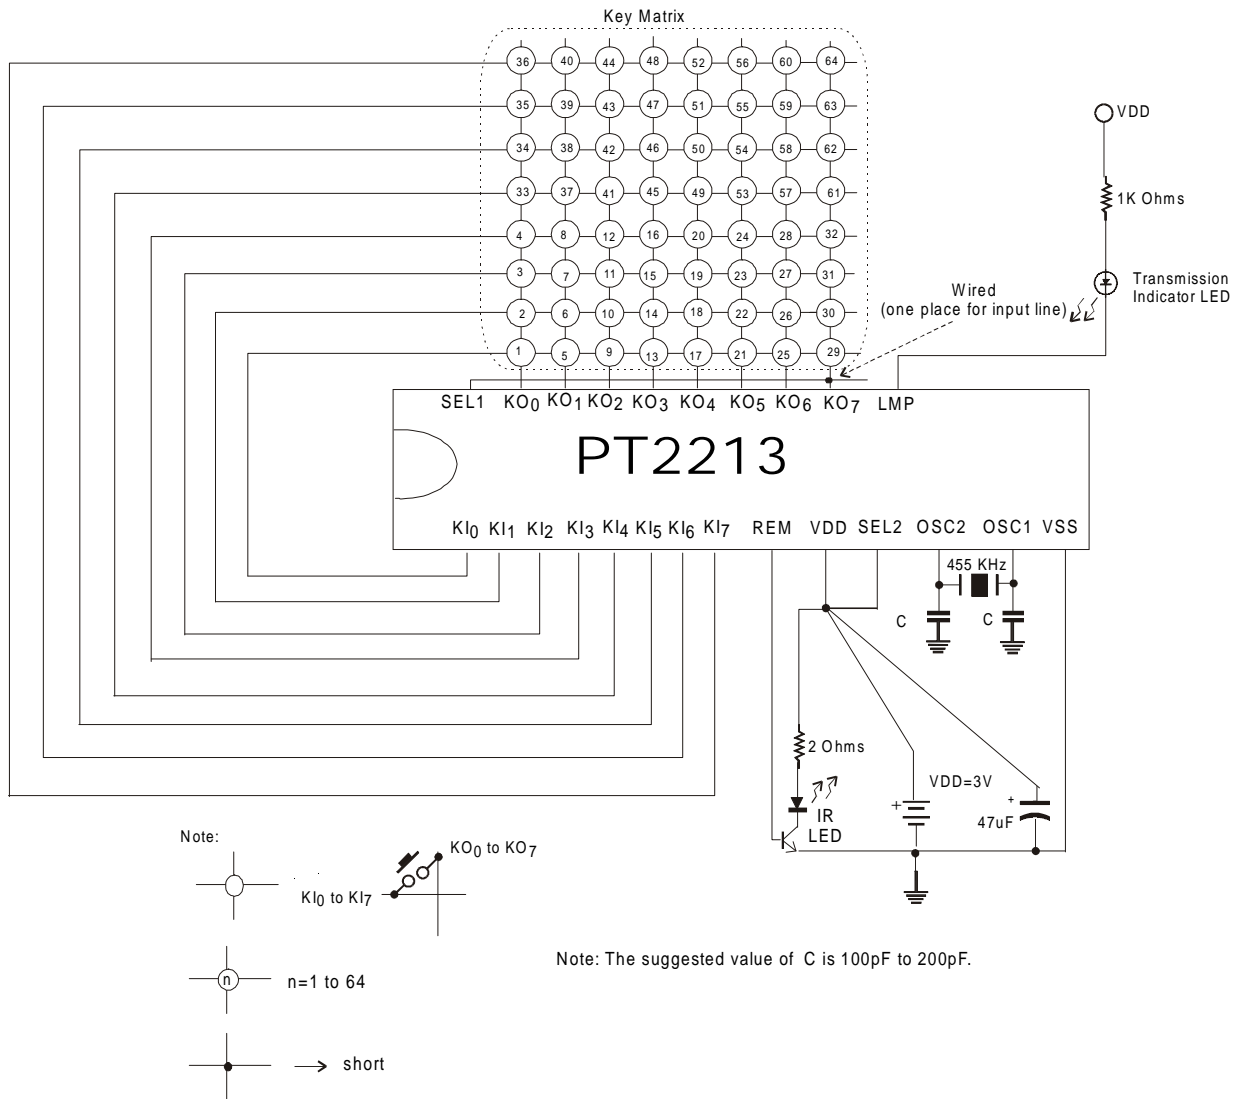 Key Matrix
36 40 44 48 52 56 60 64
35 39 43 47 51 55 59 63
34 38 42 46 50 54 58 62
33 37 41 45 49 53 57 61
4 8 12 16 20 24 28 32
3 7 11 15 19 23 27 31
2 6 10 14 18 22 26 30
1 5 9 13 17 21 25 29
VDD
1K Ohms
Transmission
Indicator LED
Wired
(one place for input line)
SEL1 KO0 KO1 KO2 KO3 KO4 KO5 KO6 KO7 LMP
PT2213
KI0 KI1 KI2 KI3 KI4 KI5 KI6 KI7 REM VDD SEL2 OSC2 OSC1 VSS
455 KHz
C C
2 Ohms
IR
LED
VDD=3V
+
+
47uF
Note:
KO0 to KO7
KI0 to KI7
n
n=1 to 64
short
Note: The suggested value of C is 100pF to 200pF.